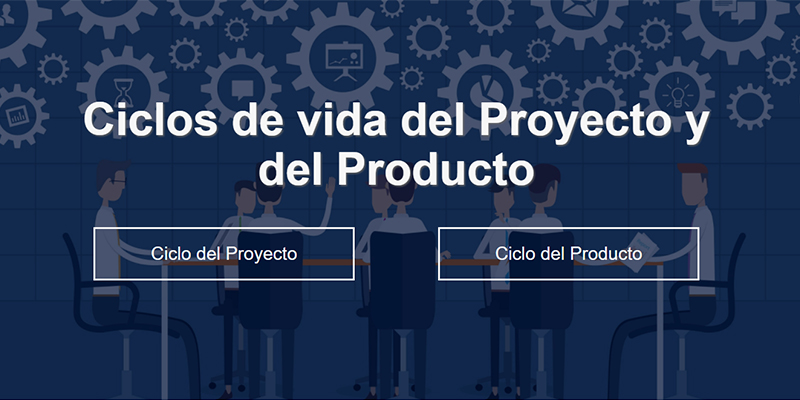 Ciclos de vida del Proyecto y
del Producto
Ciclo del Proyecto
Ciclo del Producto